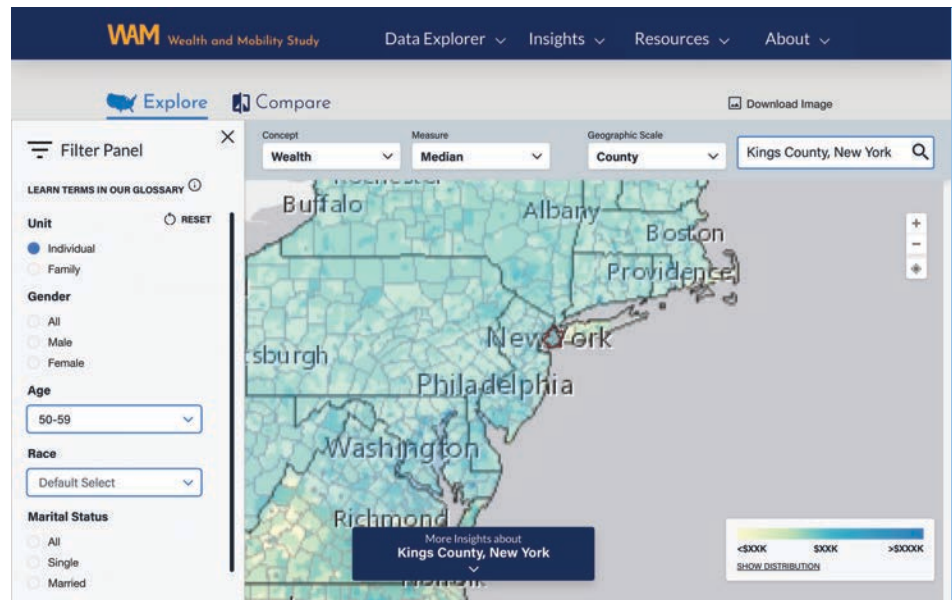 WAM Wealth and Mobility Study Data Explorer Insights Resources About
Explore Compare Download Image
Filter Panel
LEARN TERMS IN OUR GLOSSARY
Unit RESET
Individual
Family
Gender
All
Male
Female
Age
50-59
Race
Default Select
Marital Status
All
Single
Married
Concept Measure Geographic Scale
Wealth Median County Kings County, New York
Rochester
Buffalo Albany
Boston
Providence
New York
sburgh
Philadelphia
Washington
Richmond
Norfolk
More Insights about
Kings County, New York
<$XXK $XXK >$XXXXK
SHOW DISTRIBUTION